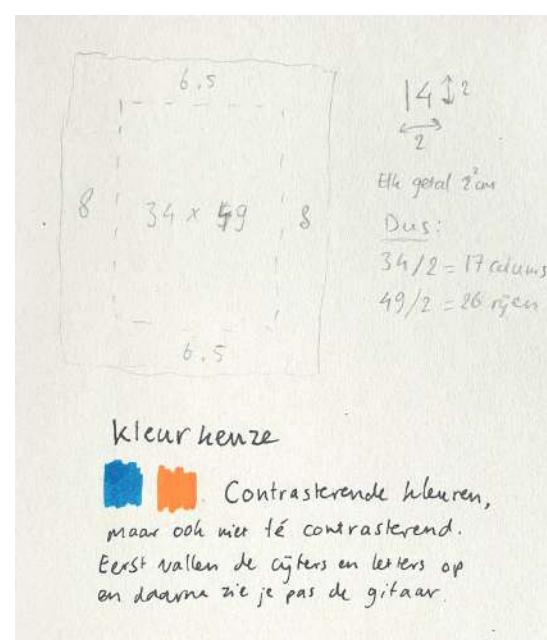 6.5
8 34 x 49 8
6.5
14 2
2
Elk getal 2² cm
Dus:
34/2 = 17 colums
49/2 = 26 rijen
kleurkeuze
Contrasterende kleuren,
maar ook niet té contrasterend.
Eerst vallen de cijfers en letters op
en daarna zie je pas de gitaar.